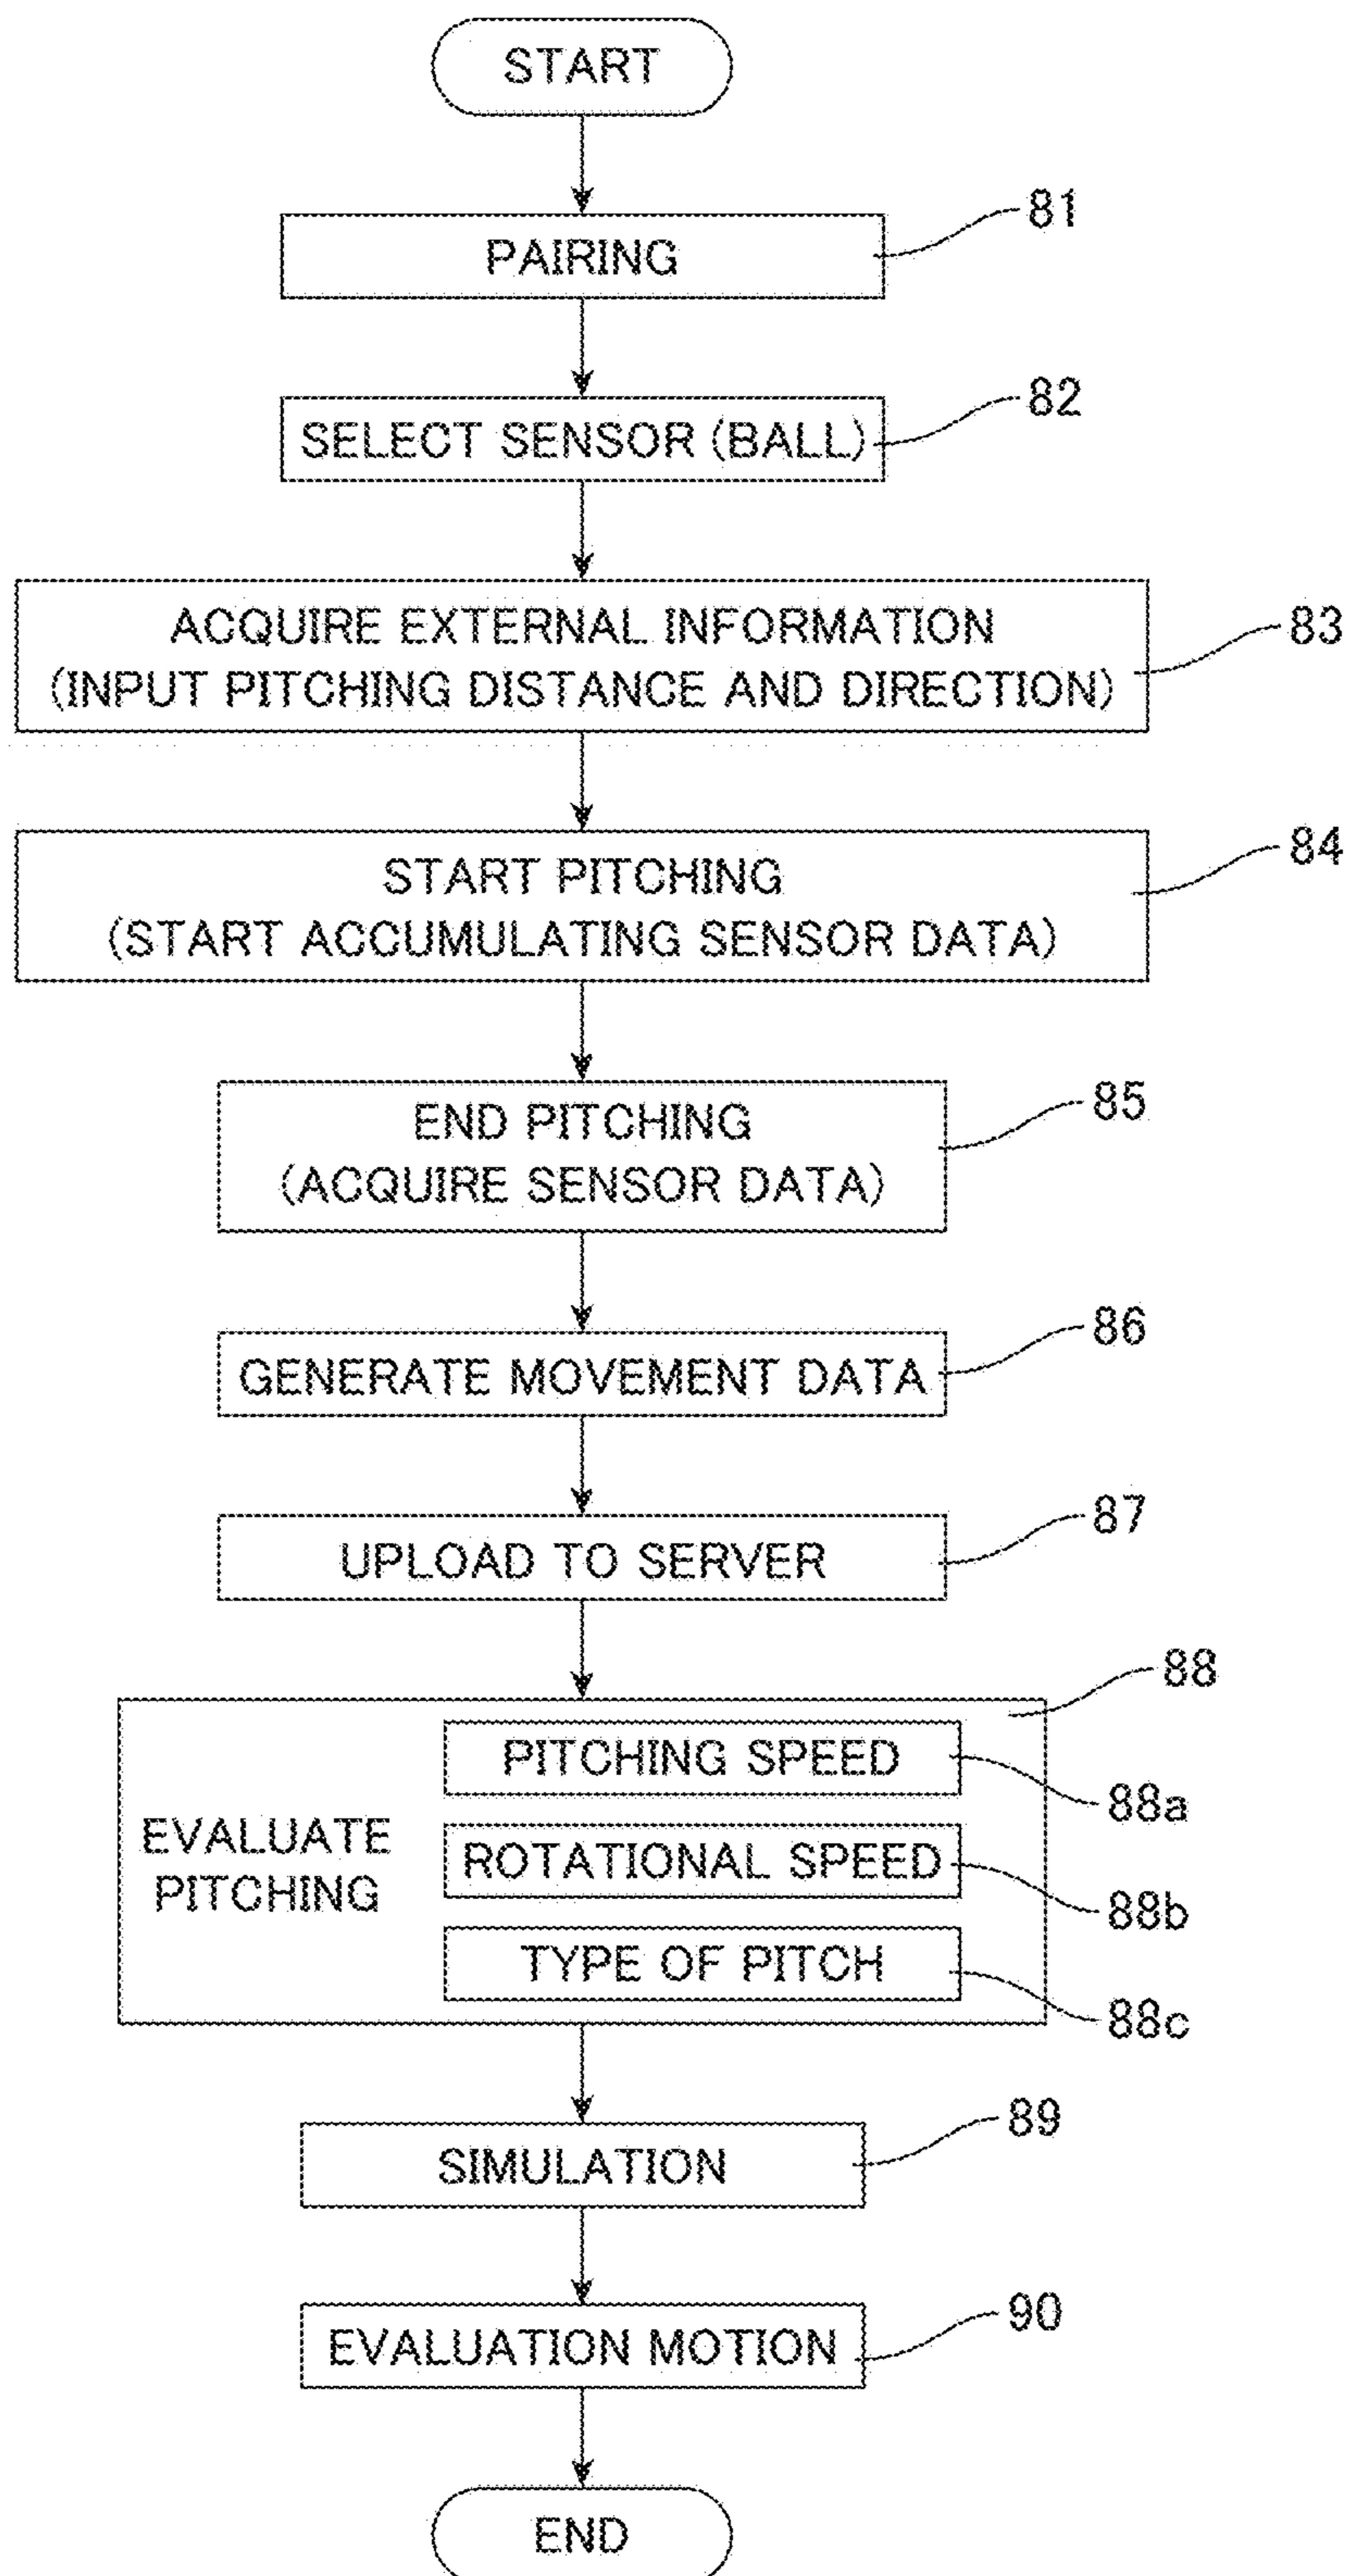 START
81
PAIRING
82
SELECT SENSOR (BALL)
83
ACQUIRE EXTERNAL INFORMATION
(INPUT PITCHING DISTANCE AND DIRECTION)
84
START PITCHING
(START ACCUMULATING SENSOR DATA)
85
END PITCHING
(ACQUIRE SENSOR DATA)
86
GENERATE MOVEMENT DATA
87
UPLOAD TO SERVER
88
PITCHING SPEED
88a
EVALUATE
PITCHING
ROTATIONAL SPEED
88b
TYPE OF PITCH
88c
89
SIMULATION
90
EVALUATION MOTION
END